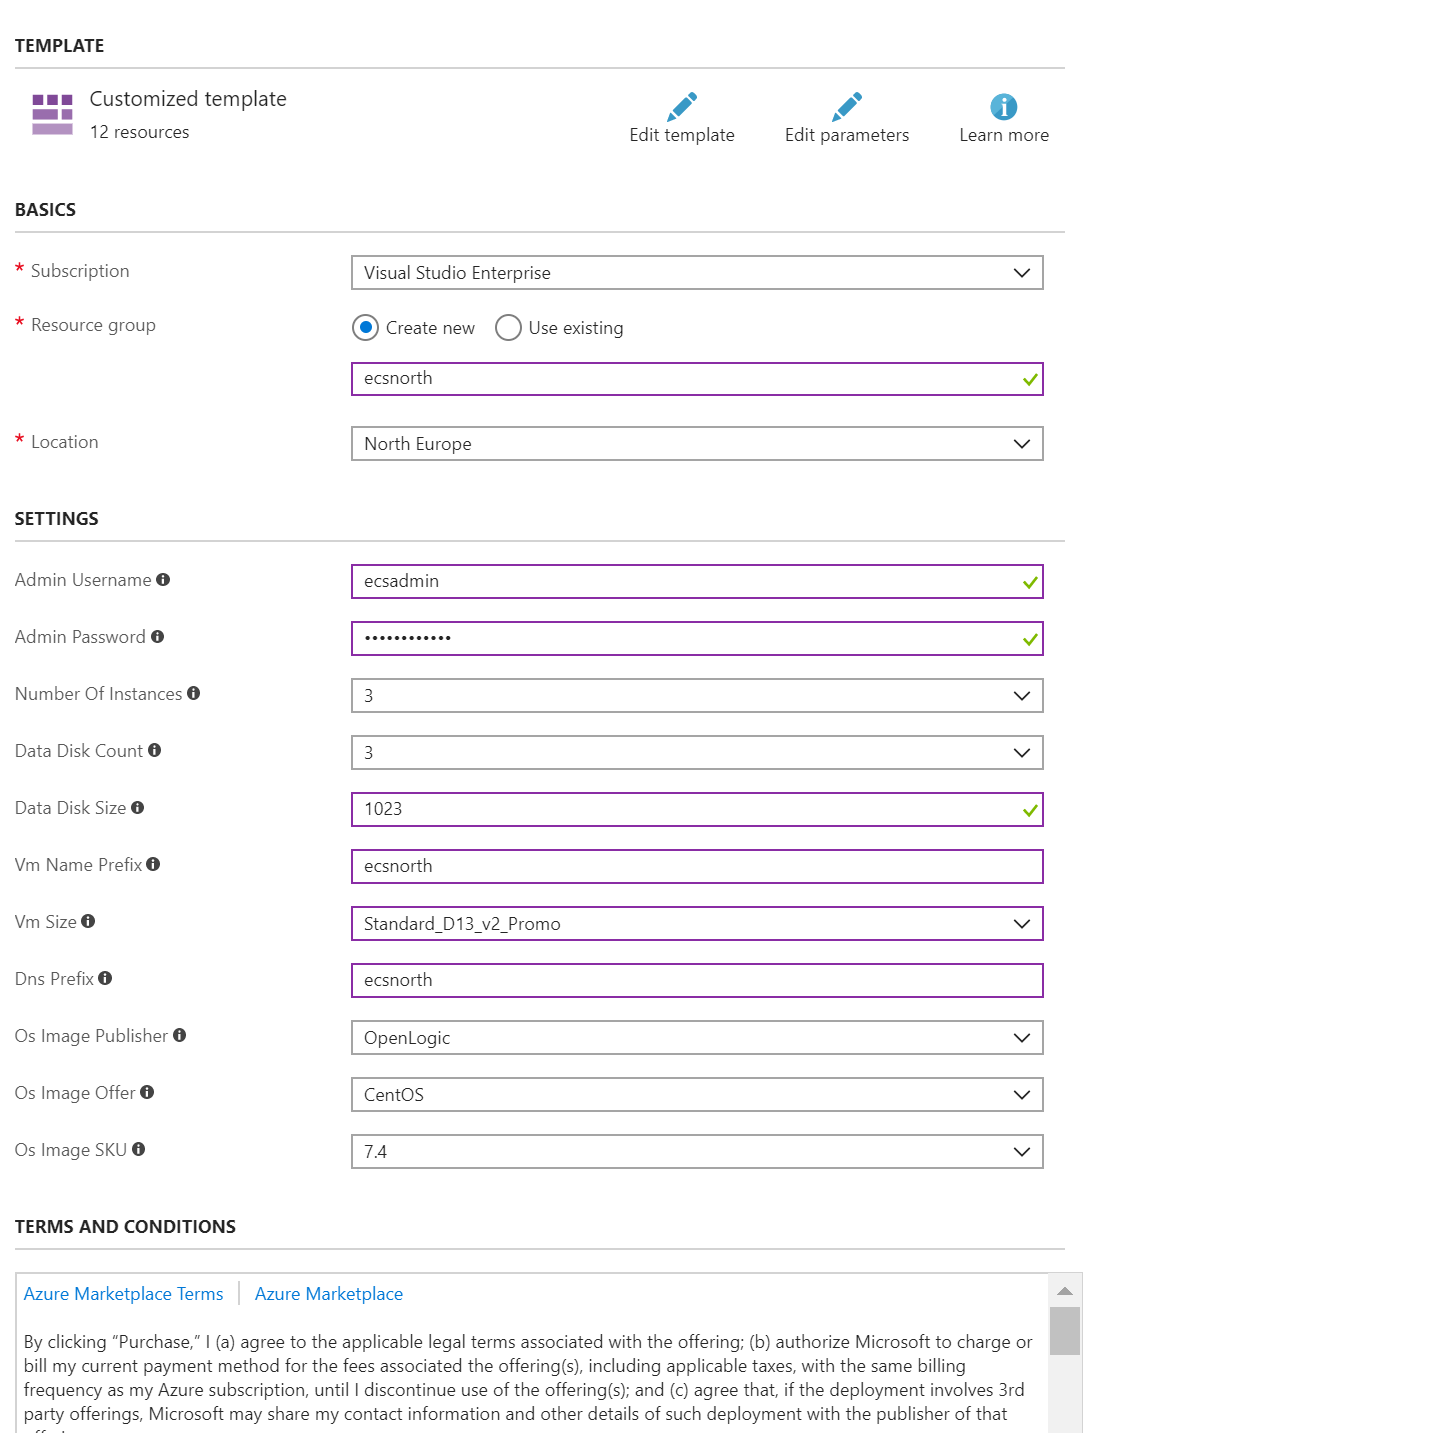 TEMPLATE
Customized template
12 resources
Edit template
Edit parameters
Learn more
BASICS
* Subscription
Visual Studio Enterprise
* Resource group
Create new
Use existing
ecsnorth
* Location
North Europe
SETTINGS
Admin Username
ecsadmin
Admin Password
••••••••••••
Number Of Instances
3
Data Disk Count
3
Data Disk Size
1023
Vm Name Prefix
ecsnorth
Vm Size
Standard_D13_v2_Promo
Dns Prefix
ecsnorth
Os Image Publisher
OpenLogic
Os Image Offer
CentOS
Os Image SKU
7.4
TERMS AND CONDITIONS
Azure Marketplace Terms
Azure Marketplace
By clicking “Purchase,” I (a) agree to the applicable legal terms associated with the offering; (b) authorize Microsoft to charge or
bill my current payment method for the fees associated the offering(s), including applicable taxes, with the same billing
frequency as my Azure subscription, until I discontinue use of the offering(s); and (c) agree that, if the deployment involves 3rd
party offerings, Microsoft may share my contact information and other details of such deployment with the publisher of that